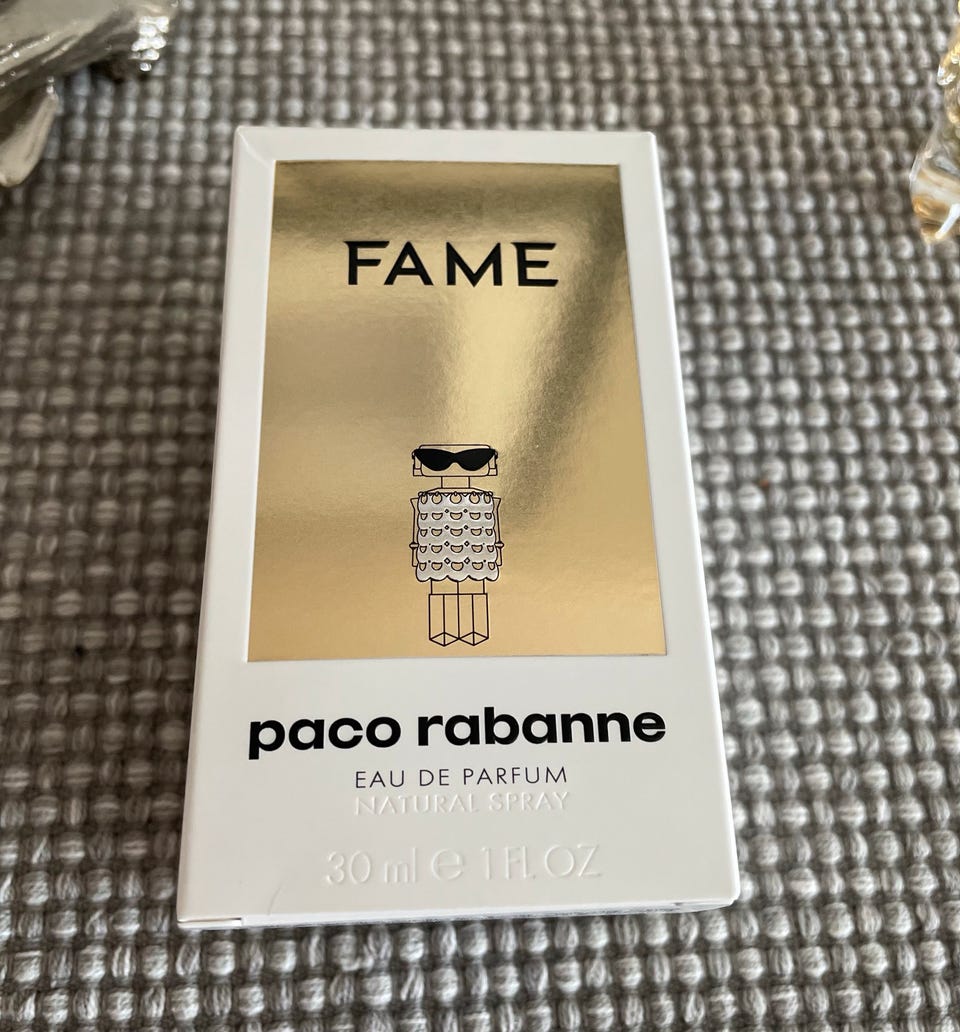 FAME
paco rabanne
EAU DE PARFUM
NATURAL SPRAY
30 ml e 1 FL. OZ